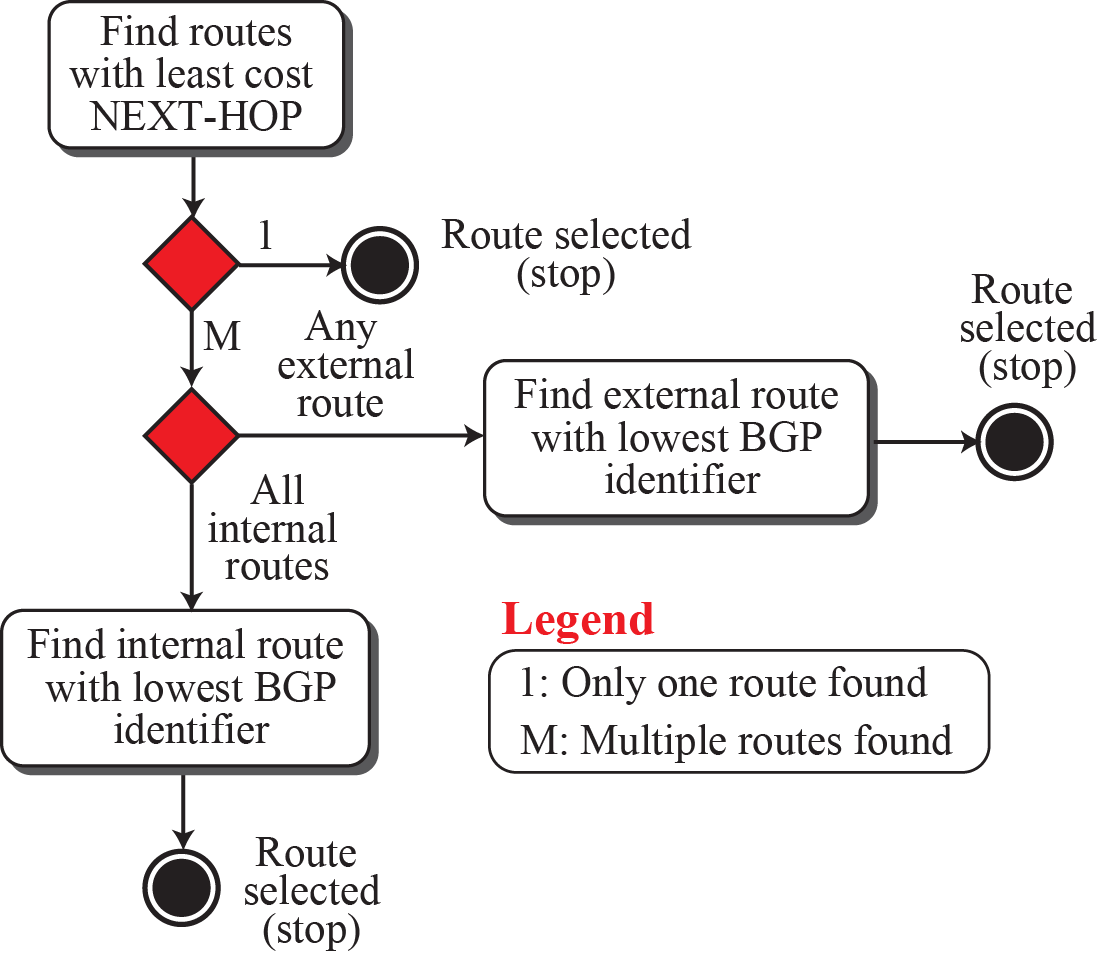 Find routes
with least cost
NEXT-HOP
1
Route selected
(stop)
M
Any
external
route
Find external route
with lowest BGP
identifier
Route
selected
(stop)
All
internal
routes
Find internal route
with lowest BGP
identifier
Legend
1: Only one route found
M: Multiple routes found
Route
selected
(stop)